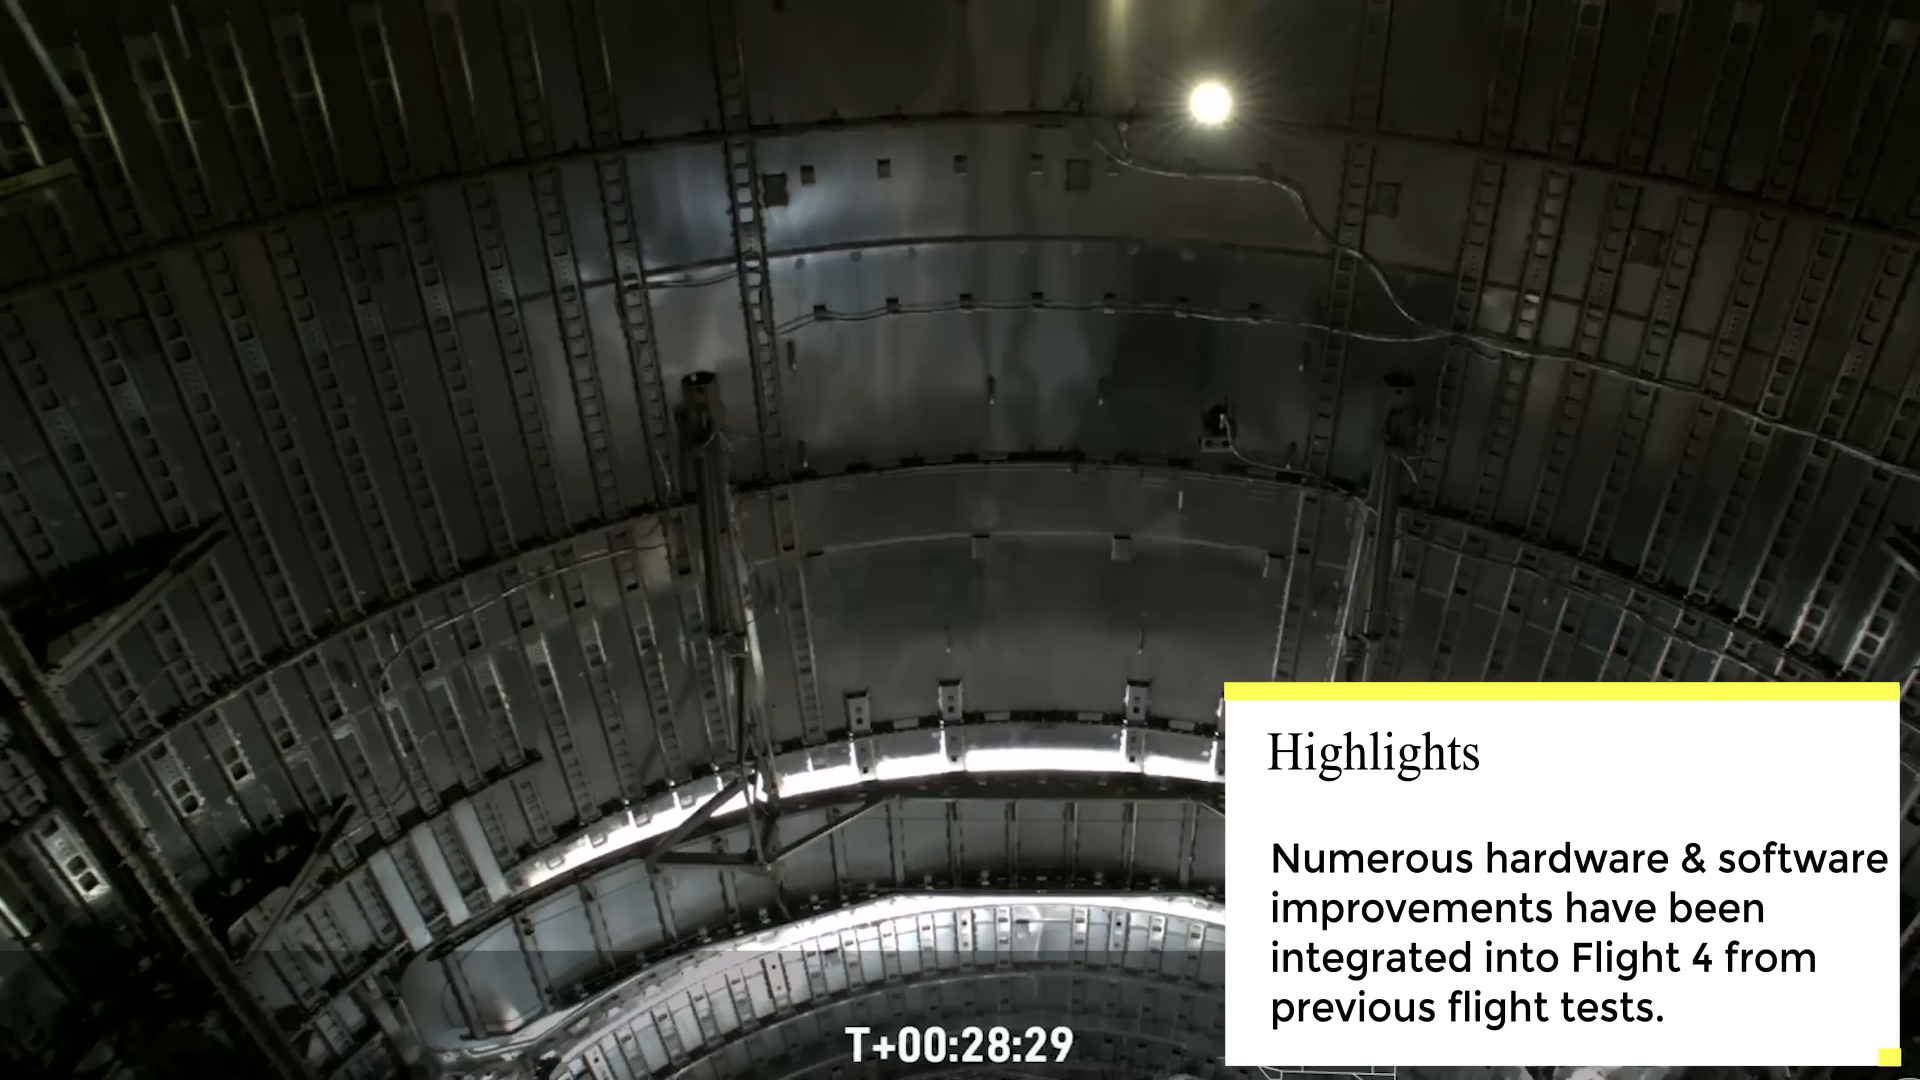 Highlights
Numerous hardware & software
improvements have been
integrated into Flight 4 from
previous flight tests.
T+00:28:29